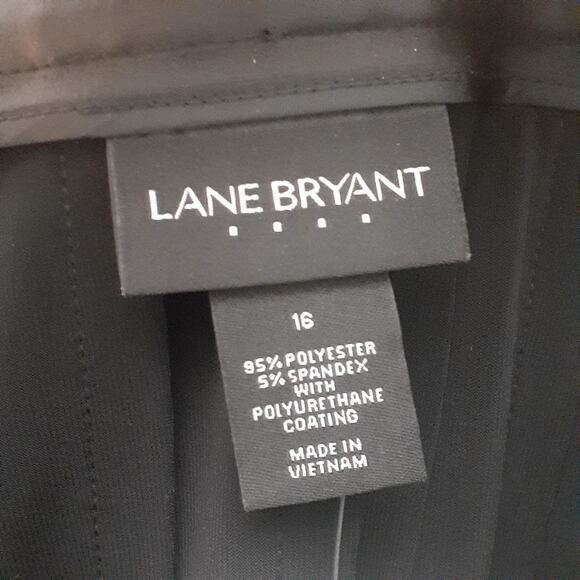 LANE BRYANT
16
95% POLYESTER
5% SPANDEX
WITH
POLYURETHANE
COATING
MADE IN
VIETNAM